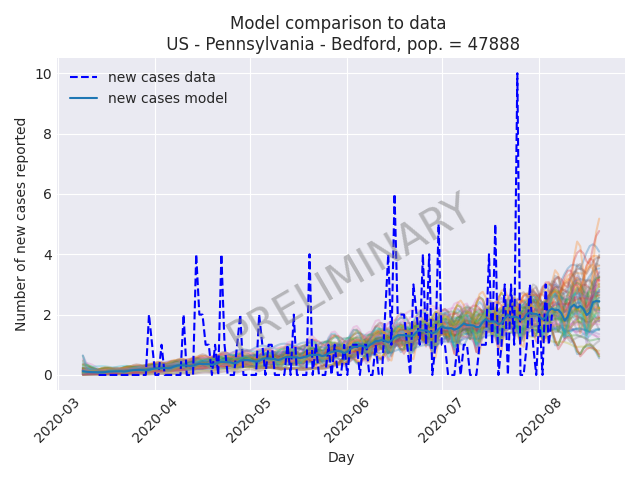 Model comparison to data
US - Pennsylvania - Bedford, pop. = 47888
new cases data
new cases model
PRELIMINARY
Number of new cases reported
10
8
6
4
2
0
2020-03
2020-04
2020-05
2020-06
2020-07
2020-08
Day